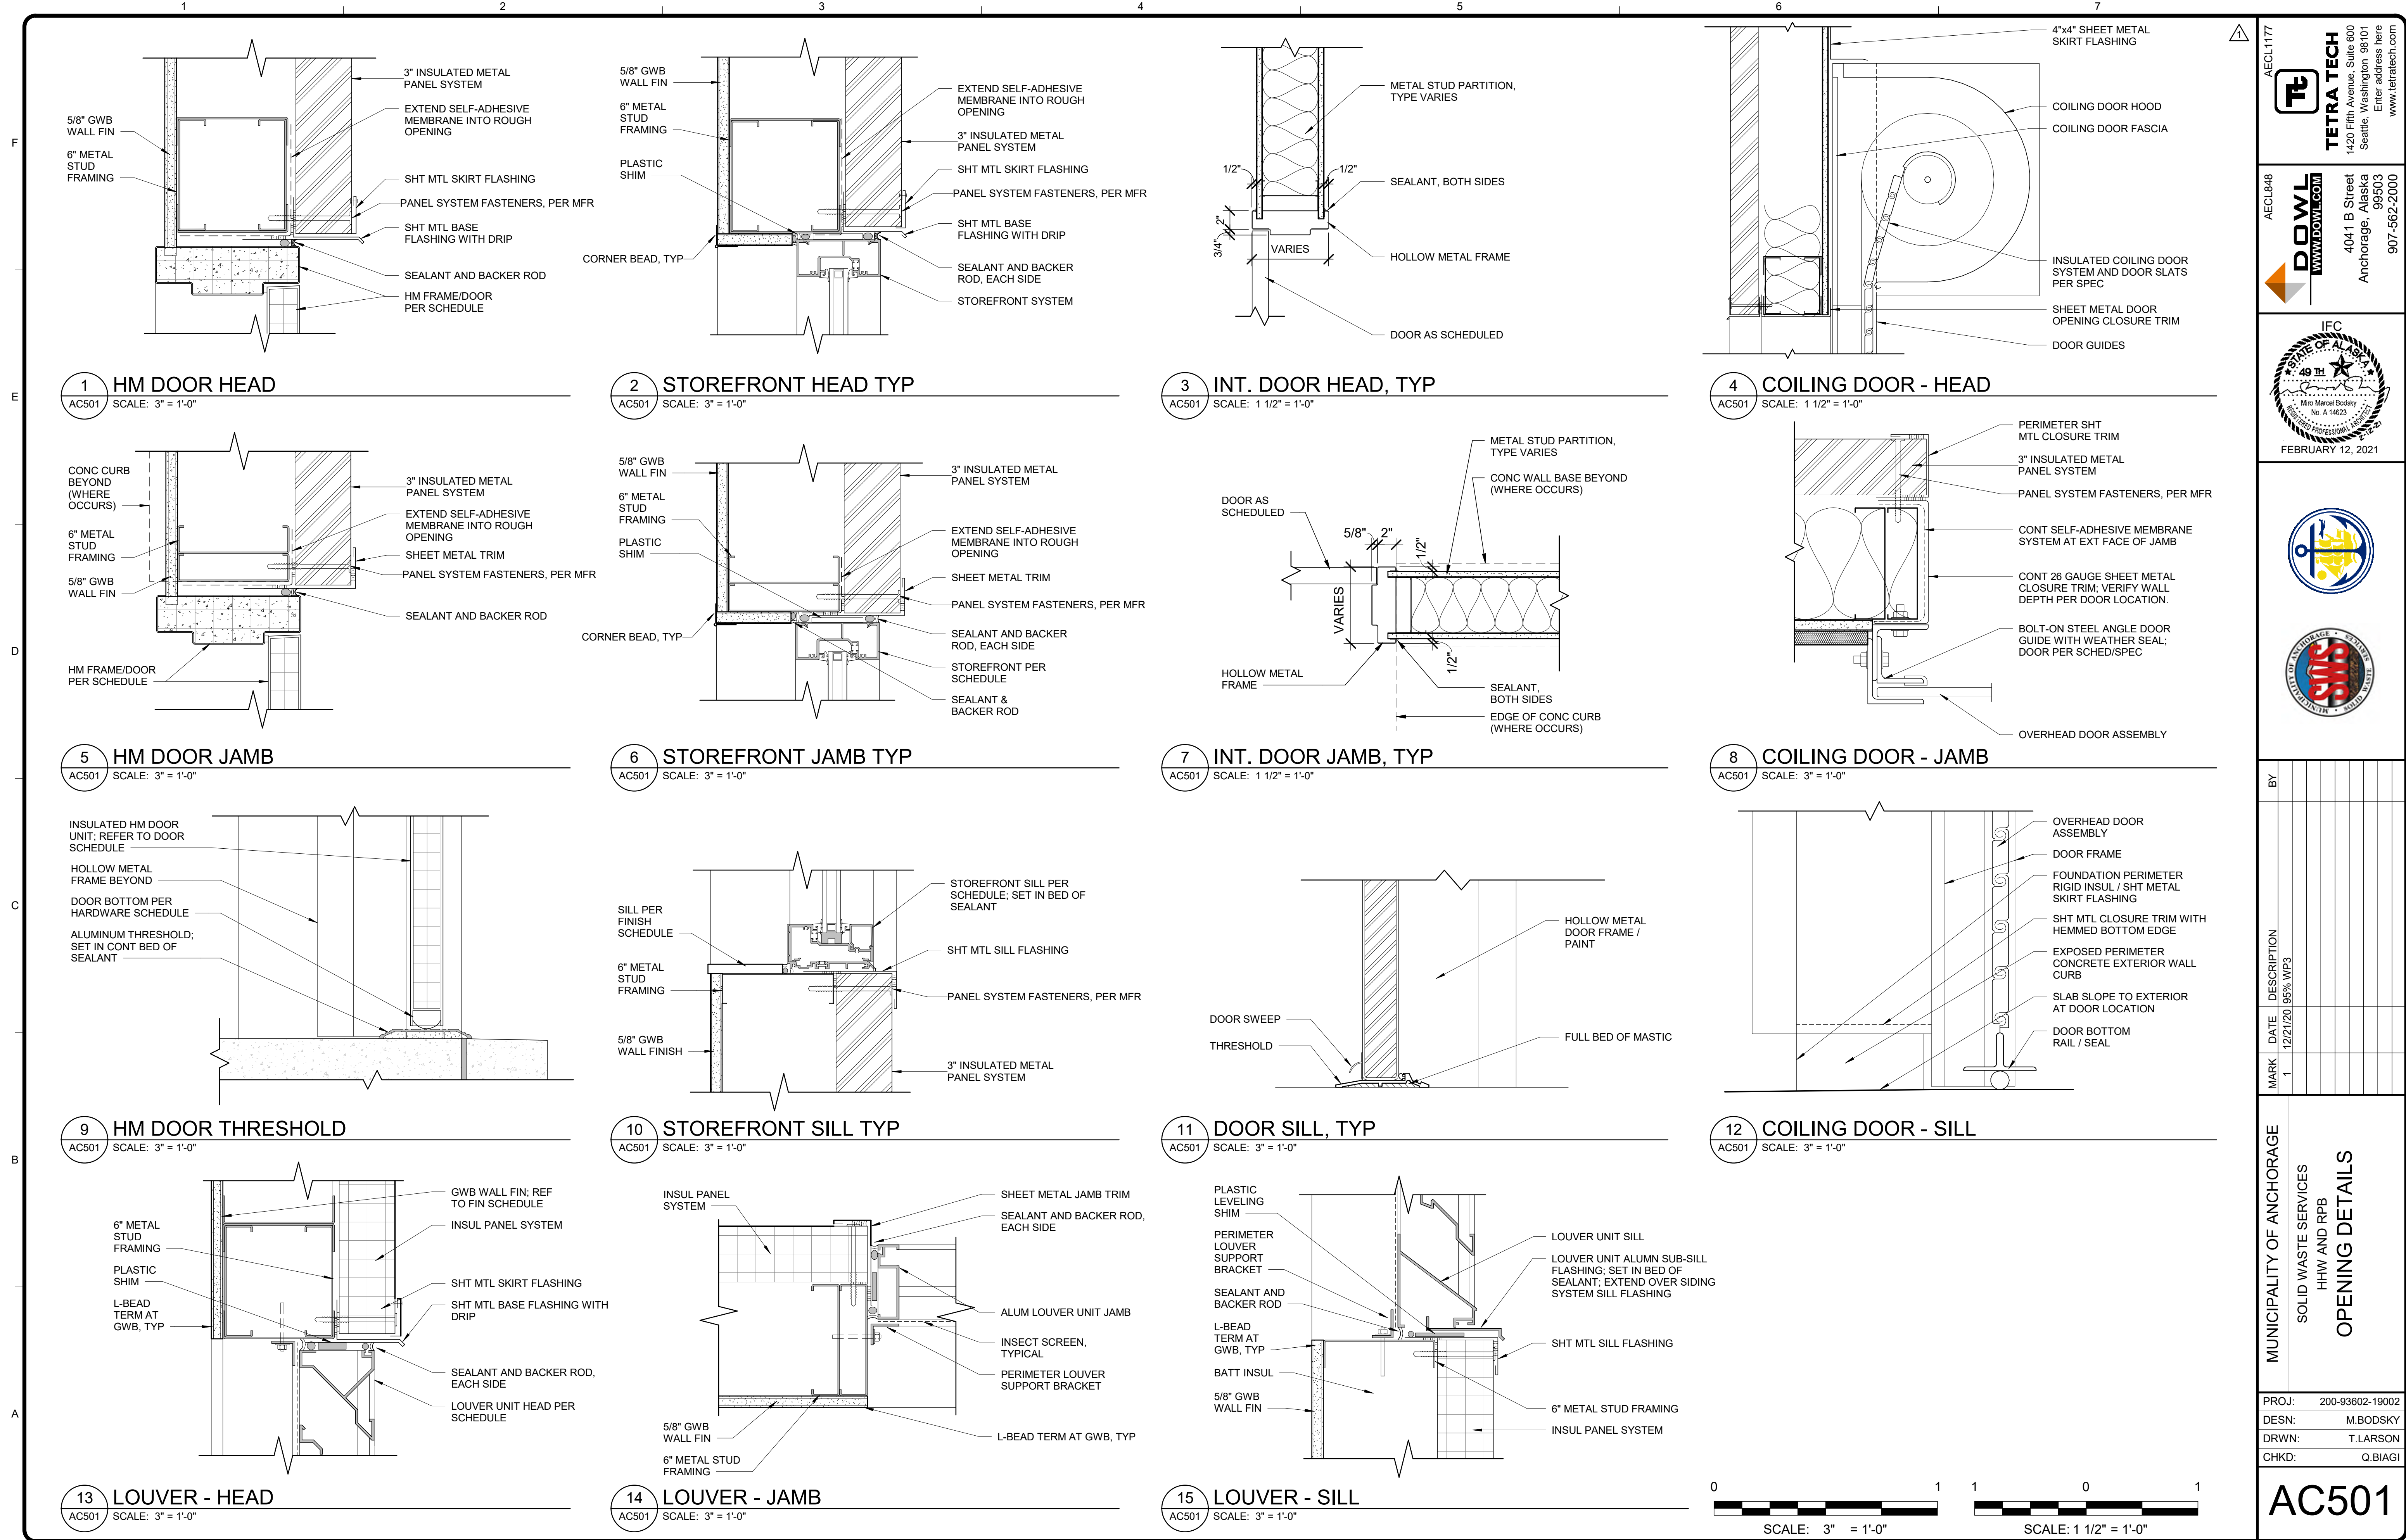 1 2 3 4 5 6 7
F
E
D
C
B
A
5/8" GWB
WALL FIN
6" METAL
STUD
FRAMING
3" INSULATED METAL
PANEL SYSTEM
EXTEND SELF-ADHESIVE
MEMBRANE INTO ROUGH
OPENING
SHT MTL SKIRT FLASHING
PANEL SYSTEM FASTENERS, PER MFR
SHT MTL BASE
FLASHING WITH DRIP
SEALANT AND BACKER ROD
HM FRAME/DOOR
PER SCHEDULE
1
AC501
HM DOOR HEAD
SCALE: 3" = 1'-0"
5/8" GWB
WALL FIN
6" METAL
STUD
FRAMING
PLASTIC
SHIM
CORNER BEAD, TYP
EXTEND SELF-ADHESIVE
MEMBRANE INTO ROUGH
OPENING
3" INSULATED METAL
PANEL SYSTEM
SHT MTL SKIRT FLASHING
PANEL SYSTEM FASTENERS, PER MFR
SHT MTL BASE
FLASHING WITH DRIP
SEALANT AND BACKER
ROD, EACH SIDE
STOREFRONT SYSTEM
2
AC501
STOREFRONT HEAD TYP
SCALE: 3" = 1'-0"
METAL STUD PARTITION,
TYPE VARIES
1/2"
1/2"
SEALANT, BOTH SIDES
2"
3/4"
VARIES
HOLLOW METAL FRAME
DOOR AS SCHEDULED
3
AC501
INT. DOOR HEAD, TYP
SCALE: 1 1/2" = 1'-0"
4"x4" SHEET METAL
SKIRT FLASHING
COILING DOOR HOOD
COILING DOOR FASCIA
INSULATED COILING DOOR
SYSTEM AND DOOR SLATS
PER SPEC
SHEET METAL DOOR
OPENING CLOSURE TRIM
DOOR GUIDES
1
4
AC501
COILING DOOR - HEAD
SCALE: 1 1/2" = 1'-0"
CONC CURB
BEYOND
(WHERE
OCCURS)
6" METAL
STUD
FRAMING
5/8" GWB
WALL FIN
HM FRAME/DOOR
PER SCHEDULE
3" INSULATED METAL
PANEL SYSTEM
EXTEND SELF-ADHESIVE
MEMBRANE INTO ROUGH
OPENING
SHEET METAL TRIM
PANEL SYSTEM FASTENERS, PER MFR
SEALANT AND BACKER ROD
5
AC501
HM DOOR JAMB
SCALE: 3" = 1'-0"
5/8" GWB
WALL FIN
6" METAL
STUD
FRAMING
PLASTIC
SHIM
CORNER BEAD, TYP
3" INSULATED METAL
PANEL SYSTEM
EXTEND SELF-ADHESIVE
MEMBRANE INTO ROUGH
OPENING
SHEET METAL TRIM
PANEL SYSTEM FASTENERS, PER MFR
SEALANT AND BACKER
ROD, EACH SIDE
STOREFRONT PER
SCHEDULE
SEALANT &
BACKER ROD
6
AC501
STOREFRONT JAMB TYP
SCALE: 3" = 1'-0"
METAL STUD PARTITION,
TYPE VARIES
CONC WALL BASE BEYOND
(WHERE OCCURS)
DOOR AS
SCHEDULED
5/8"
2"
1/2"
VARIES
1/2"
HOLLOW METAL
FRAME
SEALANT,
BOTH SIDES
EDGE OF CONC CURB
(WHERE OCCURS)
7
AC501
INT. DOOR JAMB, TYP
SCALE: 1 1/2" = 1'-0"
PERIMETER SHT
MTL CLOSURE TRIM
3" INSULATED METAL
PANEL SYSTEM
PANEL SYSTEM FASTENERS, PER MFR
CONT SELF-ADHESIVE MEMBRANE
SYSTEM AT EXT FACE OF JAMB
CONT 26 GAUGE SHEET METAL
CLOSURE TRIM; VERIFY WALL
DEPTH PER DOOR LOCATION.
BOLT-ON STEEL ANGLE DOOR
GUIDE WITH WEATHER SEAL;
DOOR PER SCHED/SPEC
OVERHEAD DOOR ASSEMBLY
8
AC501
COILING DOOR - JAMB
SCALE: 3" = 1'-0"
INSULATED HM DOOR
UNIT; REFER TO DOOR
SCHEDULE
HOLLOW METAL
FRAME BEYOND
DOOR BOTTOM PER
HARDWARE SCHEDULE
ALUMINUM THRESHOLD;
SET IN CONT BED OF
SEALANT
9
AC501
HM DOOR THRESHOLD
SCALE: 3" = 1'-0"
SILL PER
FINISH
SCHEDULE
6" METAL
STUD
FRAMING
5/8" GWB
WALL FINISH
STOREFRONT SILL PER
SCHEDULE; SET IN BED OF
SEALANT
SHT MTL SILL FLASHING
PANEL SYSTEM FASTENERS, PER MFR
3" INSULATED METAL
PANEL SYSTEM
10
AC501
STOREFRONT SILL TYP
SCALE: 3" = 1'-0"
HOLLOW METAL
DOOR FRAME /
PAINT
DOOR SWEEP
THRESHOLD
FULL BED OF MASTIC
11
AC501
DOOR SILL, TYP
SCALE: 3" = 1'-0"
OVERHEAD DOOR
ASSEMBLY
DOOR FRAME
FOUNDATION PERIMETER
RIGID INSUL / SHT METAL
SKIRT FLASHING
SHT MTL CLOSURE TRIM WITH
HEMMED BOTTOM EDGE
EXPOSED PERIMETER
CONCRETE EXTERIOR WALL
CURB
SLAB SLOPE TO EXTERIOR
AT DOOR LOCATION
DOOR BOTTOM
RAIL / SEAL
12
AC501
COILING DOOR - SILL
SCALE: 3" = 1'-0"
6" METAL
STUD
FRAMING
PLASTIC
SHIM
L-BEAD
TERM AT
GWB, TYP
GWB WALL FIN; REF
TO FIN SCHEDULE
INSUL PANEL SYSTEM
SHT MTL SKIRT FLASHING
SHT MTL BASE FLASHING WITH
DRIP
SEALANT AND BACKER ROD,
EACH SIDE
LOUVER UNIT HEAD PER
SCHEDULE
13
AC501
LOUVER - HEAD
SCALE: 3" = 1'-0"
INSUL PANEL
SYSTEM
5/8" GWB
WALL FIN
6" METAL STUD
FRAMING
SHEET METAL JAMB TRIM
SEALANT AND BACKER ROD,
EACH SIDE
ALUM LOUVER UNIT JAMB
INSECT SCREEN,
TYPICAL
PERIMETER LOUVER
SUPPORT BRACKET
L-BEAD TERM AT GWB, TYP
14
AC501
LOUVER - JAMB
SCALE: 3" = 1'-0"
PLASTIC
LEVELING
SHIM
PERIMETER
LOUVER
SUPPORT
BRACKET
SEALANT AND
BACKER ROD
L-BEAD
TERM AT
GWB, TYP
BATT INSUL
5/8" GWB
WALL FIN
LOUVER UNIT SILL
LOUVER UNIT ALUMN SUB-SILL
FLASHING; SET IN BED OF
SEALANT; EXTEND OVER SIDING
SYSTEM SILL FLASHING
SHT MTL SILL FLASHING
6" METAL STUD FRAMING
INSUL PANEL SYSTEM
15
AC501
LOUVER - SILL
SCALE: 3" = 1'-0"
0 1
SCALE: 3" = 1'-0"
1 0 1
SCALE: 1 1/2" = 1'-0"
AECL1177
Tt
TETRA TECH
1420 Fifth Avenue, Suite 600
Seattle, Washington 98101
Enter address here
www.tetratech.com
AECL848
DOWL
WWW.DOWL.COM
4041 B Street
Anchorage, Alaska
99503
907-562-2000
IFC
STATE OF ALASKA
49 TH
Miro Marcel Bodsky
No. A 14623
REGISTERED PROFESSIONAL ARCHITECT
2-12-21
FEBRUARY 12, 2021
MUNICIPALITY OF ANCHORAGE
SWS
SOLID WASTE
MARK DATE DESCRIPTION BY
1 12/21/20 95% WP3
MUNICIPALITY OF ANCHORAGE
SOLID WASTE SERVICES
HHW AND RPB
OPENING DETAILS
PROJ: 200-93602-19002
DESN: M.BODSKY
DRWN: T.LARSON
CHKD: Q.BIAGI
AC501